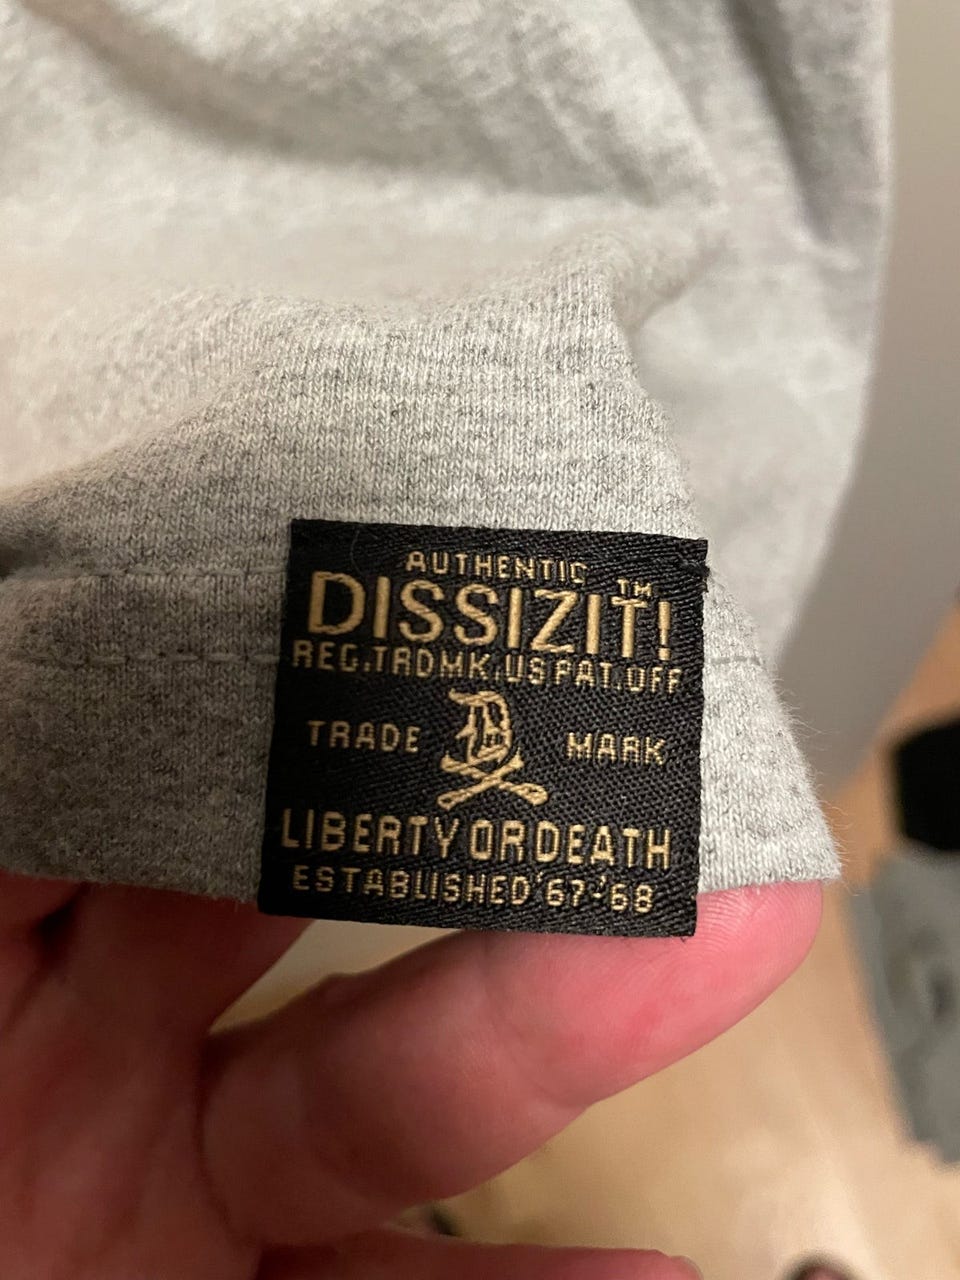 AUTHENTIC
DISSIZIT!™
REG.TRDMK.US PAT.OFF
D
TRADE MARK
LIBERTY OR DEATH
ESTABLISHED '67-'68